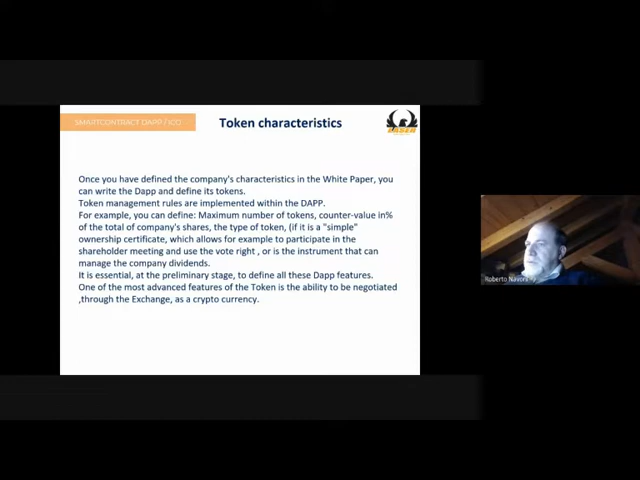 SMARTCONTRACT DAPP / ICO
Token characteristics
LASER
Once you have defined the company's characteristics in the White Paper, you
can write the Dapp and define its tokens.
Token management rules are implemented within the DAPP.
For example, you can define: Maximum number of tokens, counter-value in%
of the total of company's shares, the type of token, (if it is a "simple"
ownership certificate, which allows for example to participate in the
shareholder meeting and use the vote right , or is the instrument that can
manage the company dividends.
It is essential, at the preliminary stage, to define all these Dapp features.
One of the most advanced features of the Token is the ability to be negotiated
,through the Exchange, as a crypto currency.
Roberto